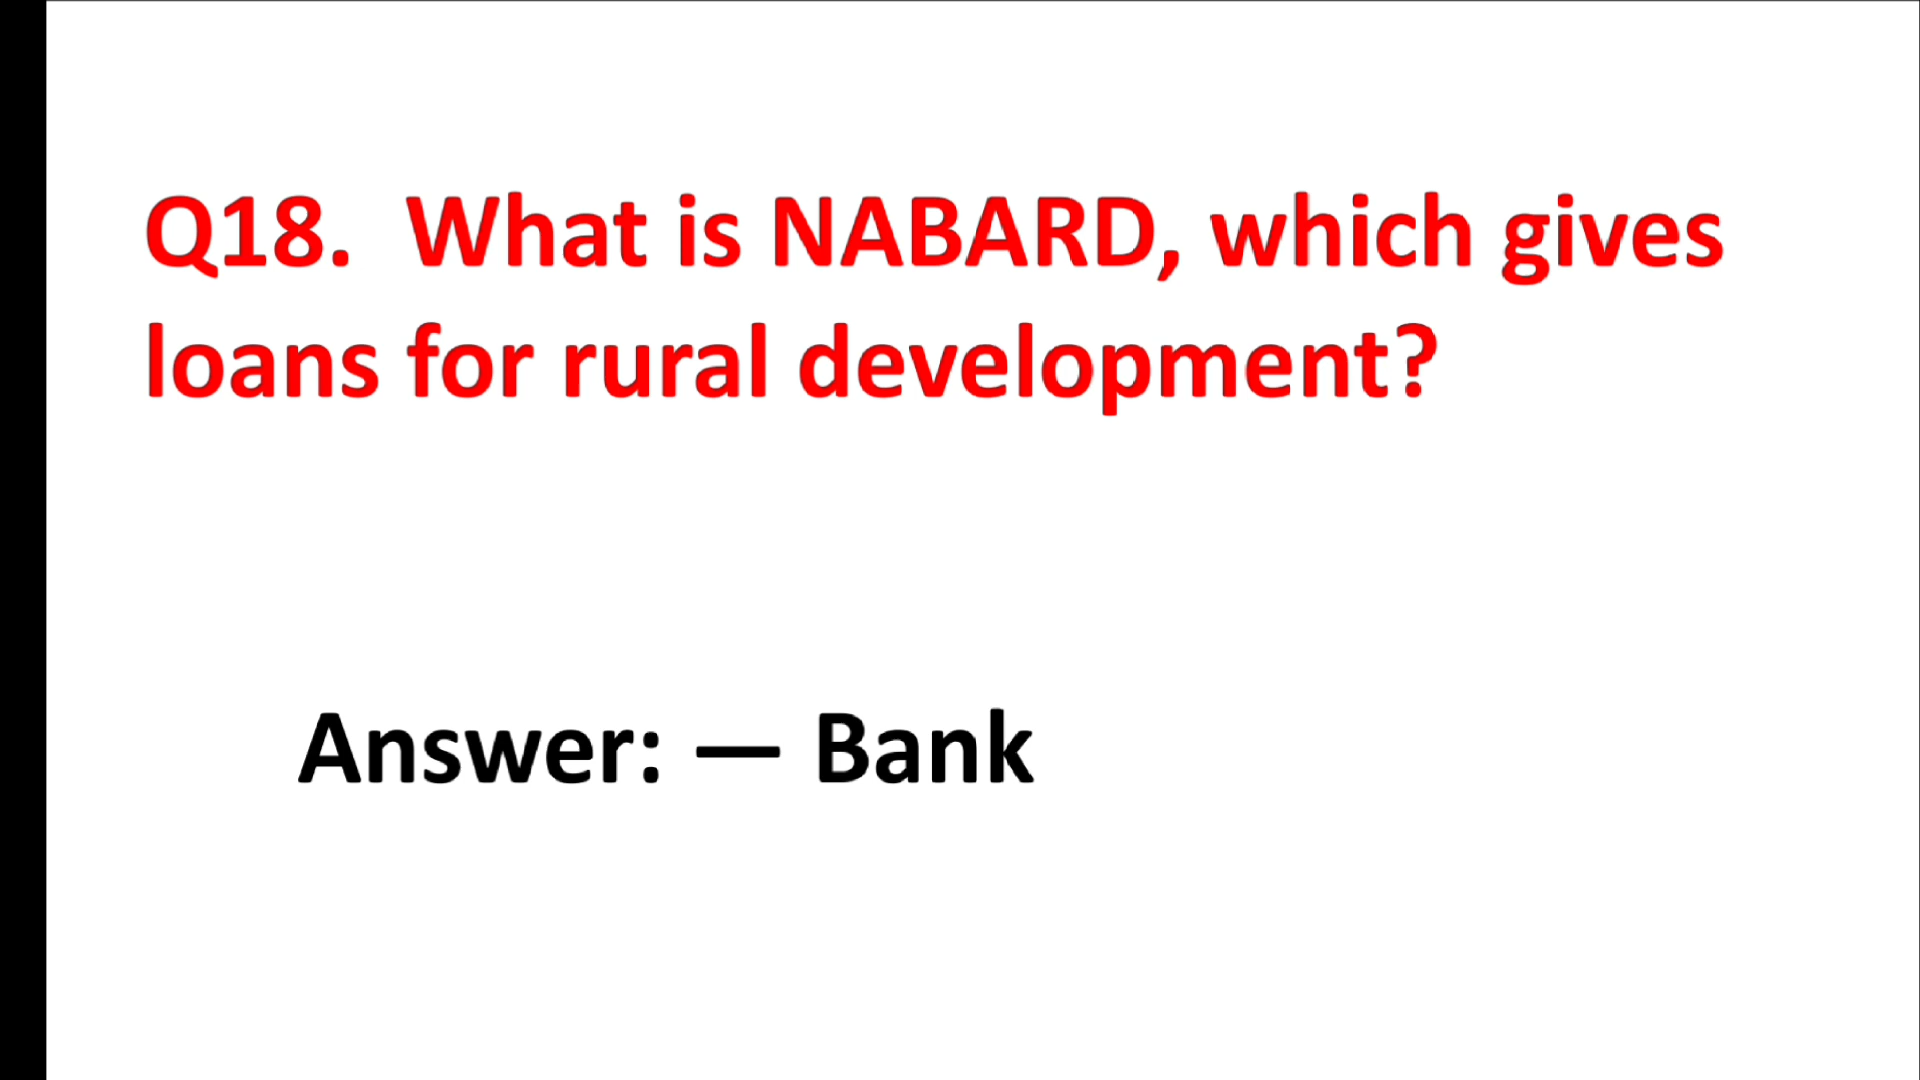 Q18.  What is NABARD, which gives
loans for rural development?
Answer: — Bank